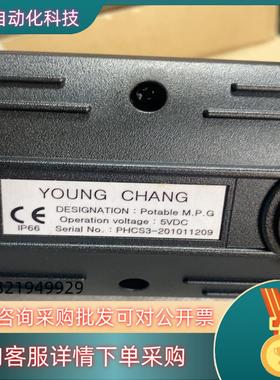 自动化科技
YOUNG CHANG
CE
IP66
DESIGNATION : Potable M.P.G
Operation voltage : 5VDC
Serial No. : PHCS3-201011209
321949929
咨询采购批发可对公开票
客服详情下单采购